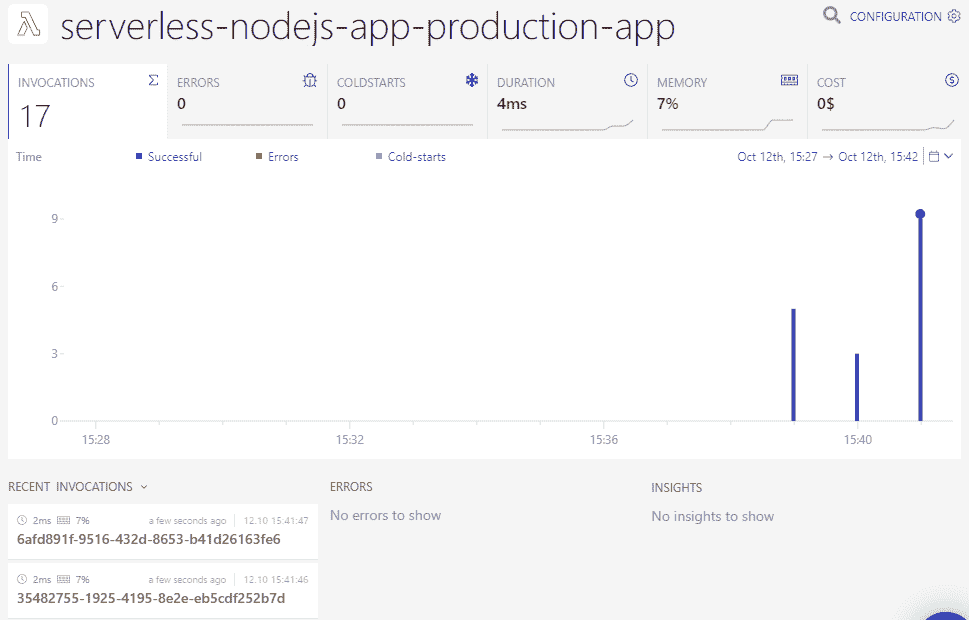 serverless-nodejs-app-production-app
CONFIGURATION
INVOCATIONS
17
ERRORS
0
COLDSTARTS
0
DURATION
4ms
MEMORY
7%
COST
0$
Time
Successful
Errors
Cold-starts
Oct 12th, 15:27 → Oct 12th, 15:42
9
6
3
0
15:28 15:32 15:36 15:40
RECENT INVOCATIONS
2ms 7% a few seconds ago 12.10 15:41:47
6afd891f-9516-432d-8653-b41d26163fe6
2ms 7% a few seconds ago 12.10 15:41:46
35482755-1925-4195-8e2e-eb5cdf252b7d
ERRORS
No errors to show
INSIGHTS
No insights to show